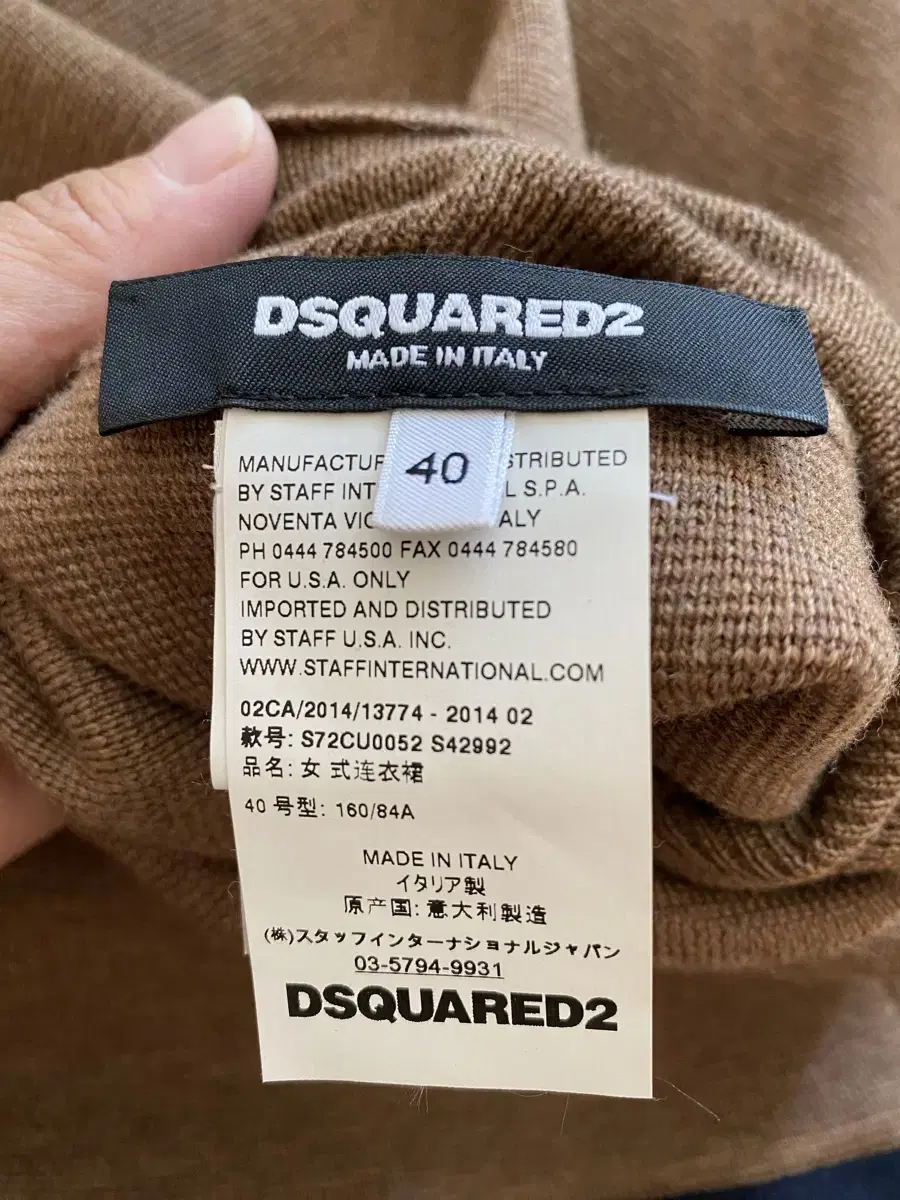 DSQUARED2
MADE IN ITALY
40
MANUFACTUR STRIBUTED
BY STAFF INT L S.P.A.
NOVENTA VIC ALY
PH 0444 784500 FAX 0444 784580
FOR U.S.A. ONLY
IMPORTED AND DISTRIBUTED
BY STAFF U.S.A. INC.
WWW.STAFFINTERNATIONAL.COM
02CA/2014/13774 - 2014 02
款号: S72CU0052 S42992
品名: 女 式连衣裙
40 号型: 160/84A
MADE IN ITALY
イタリア製
原产国: 意大利製造
(株)スタッフインターナショナルジャパン
03-5794-9931
DSQUARED2